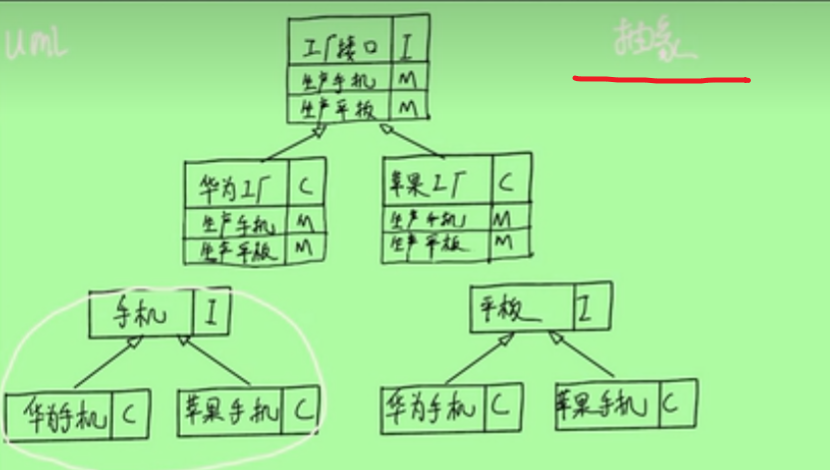 UML
抽象
工厂接口 I
生产手机 M
生产平板 M
华为工厂 C
生产手机 M
生产平板 M
苹果工厂 C
生产手机 M
生产平板 M
手机 I
平板 I
华为手机 C
苹果手机 C
华为手机 C
苹果手机 C